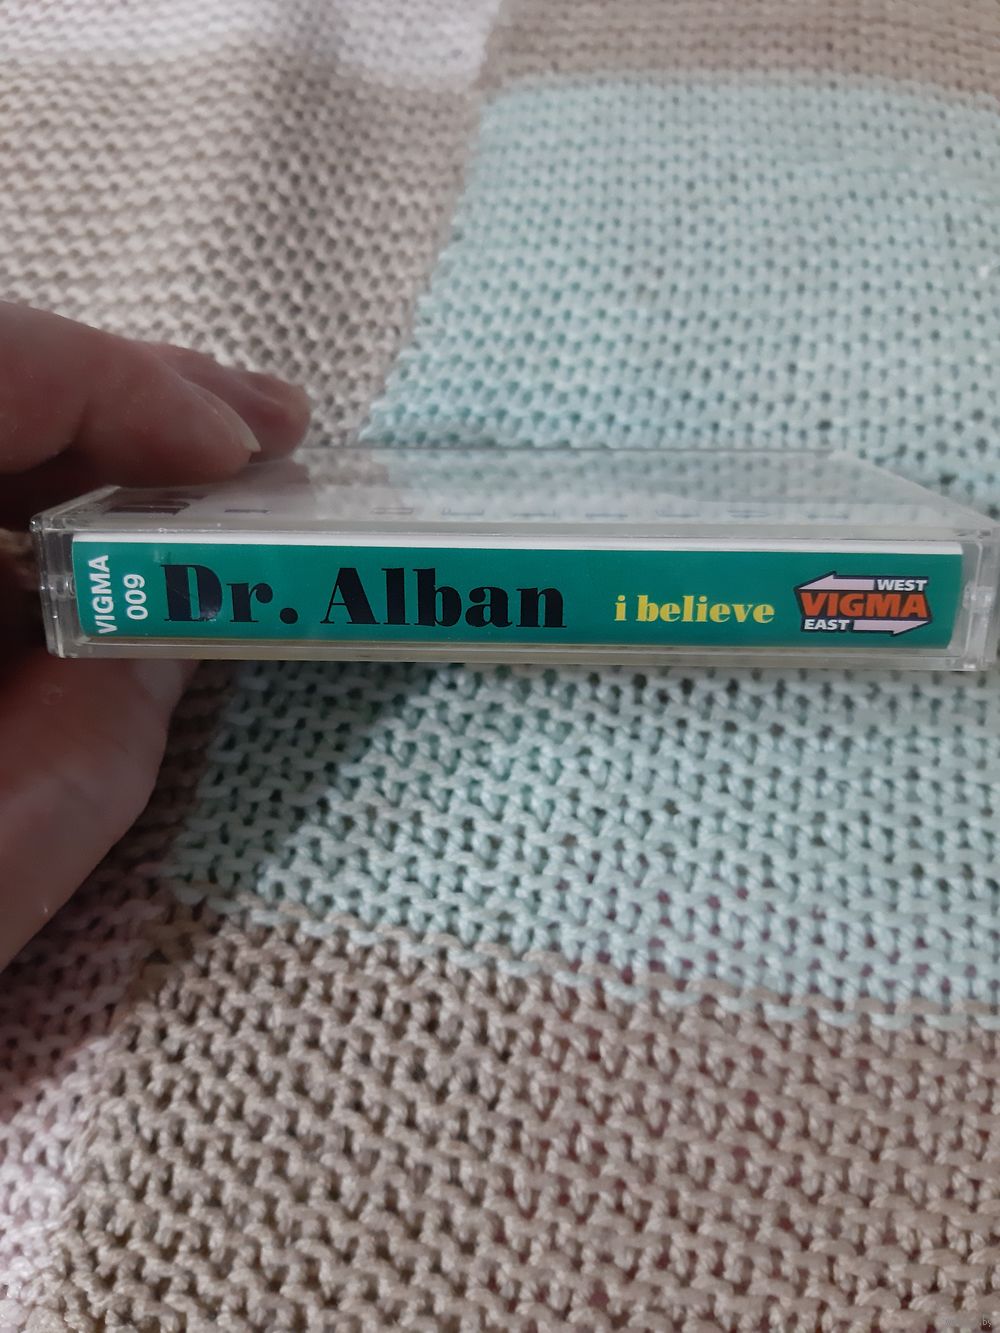 VIGMA
009
Dr. Alban
i believe
WEST
VIGMA
EAST